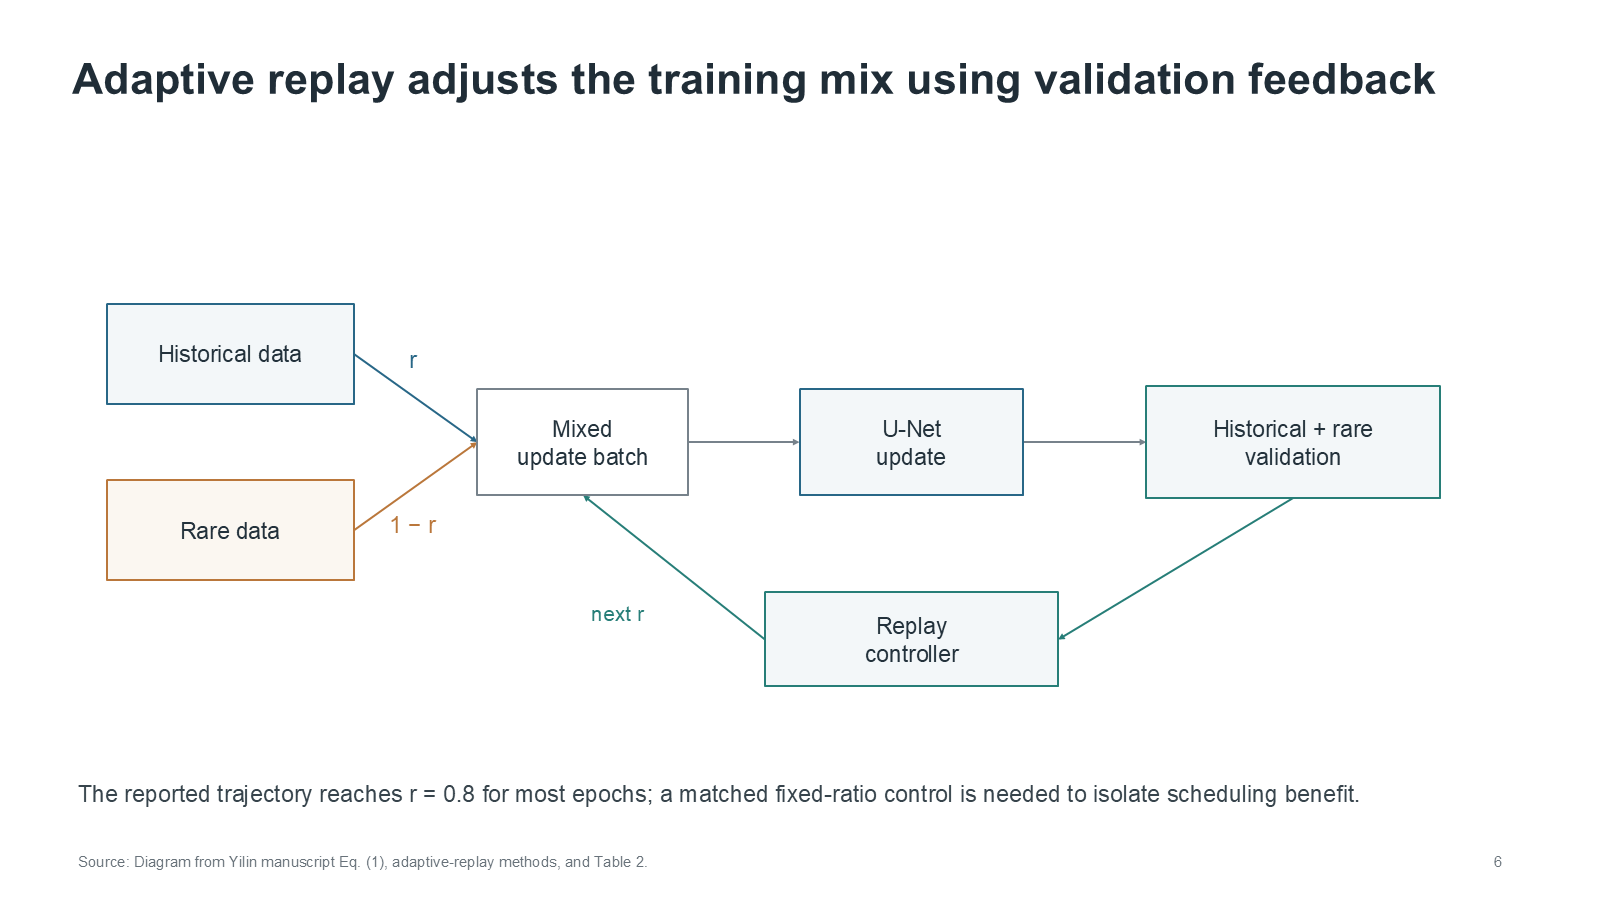 Adaptive replay adjusts the training mix using validation feedback
Historical data
r
Rare data
1 − r
Mixed
update batch
U-Net
update
Historical + rare
validation
next r
Replay
controller
The reported trajectory reaches r = 0.8 for most epochs; a matched fixed-ratio control is needed to isolate scheduling benefit.
Source: Diagram from Yilin manuscript Eq. (1), adaptive-replay methods, and Table 2.
6